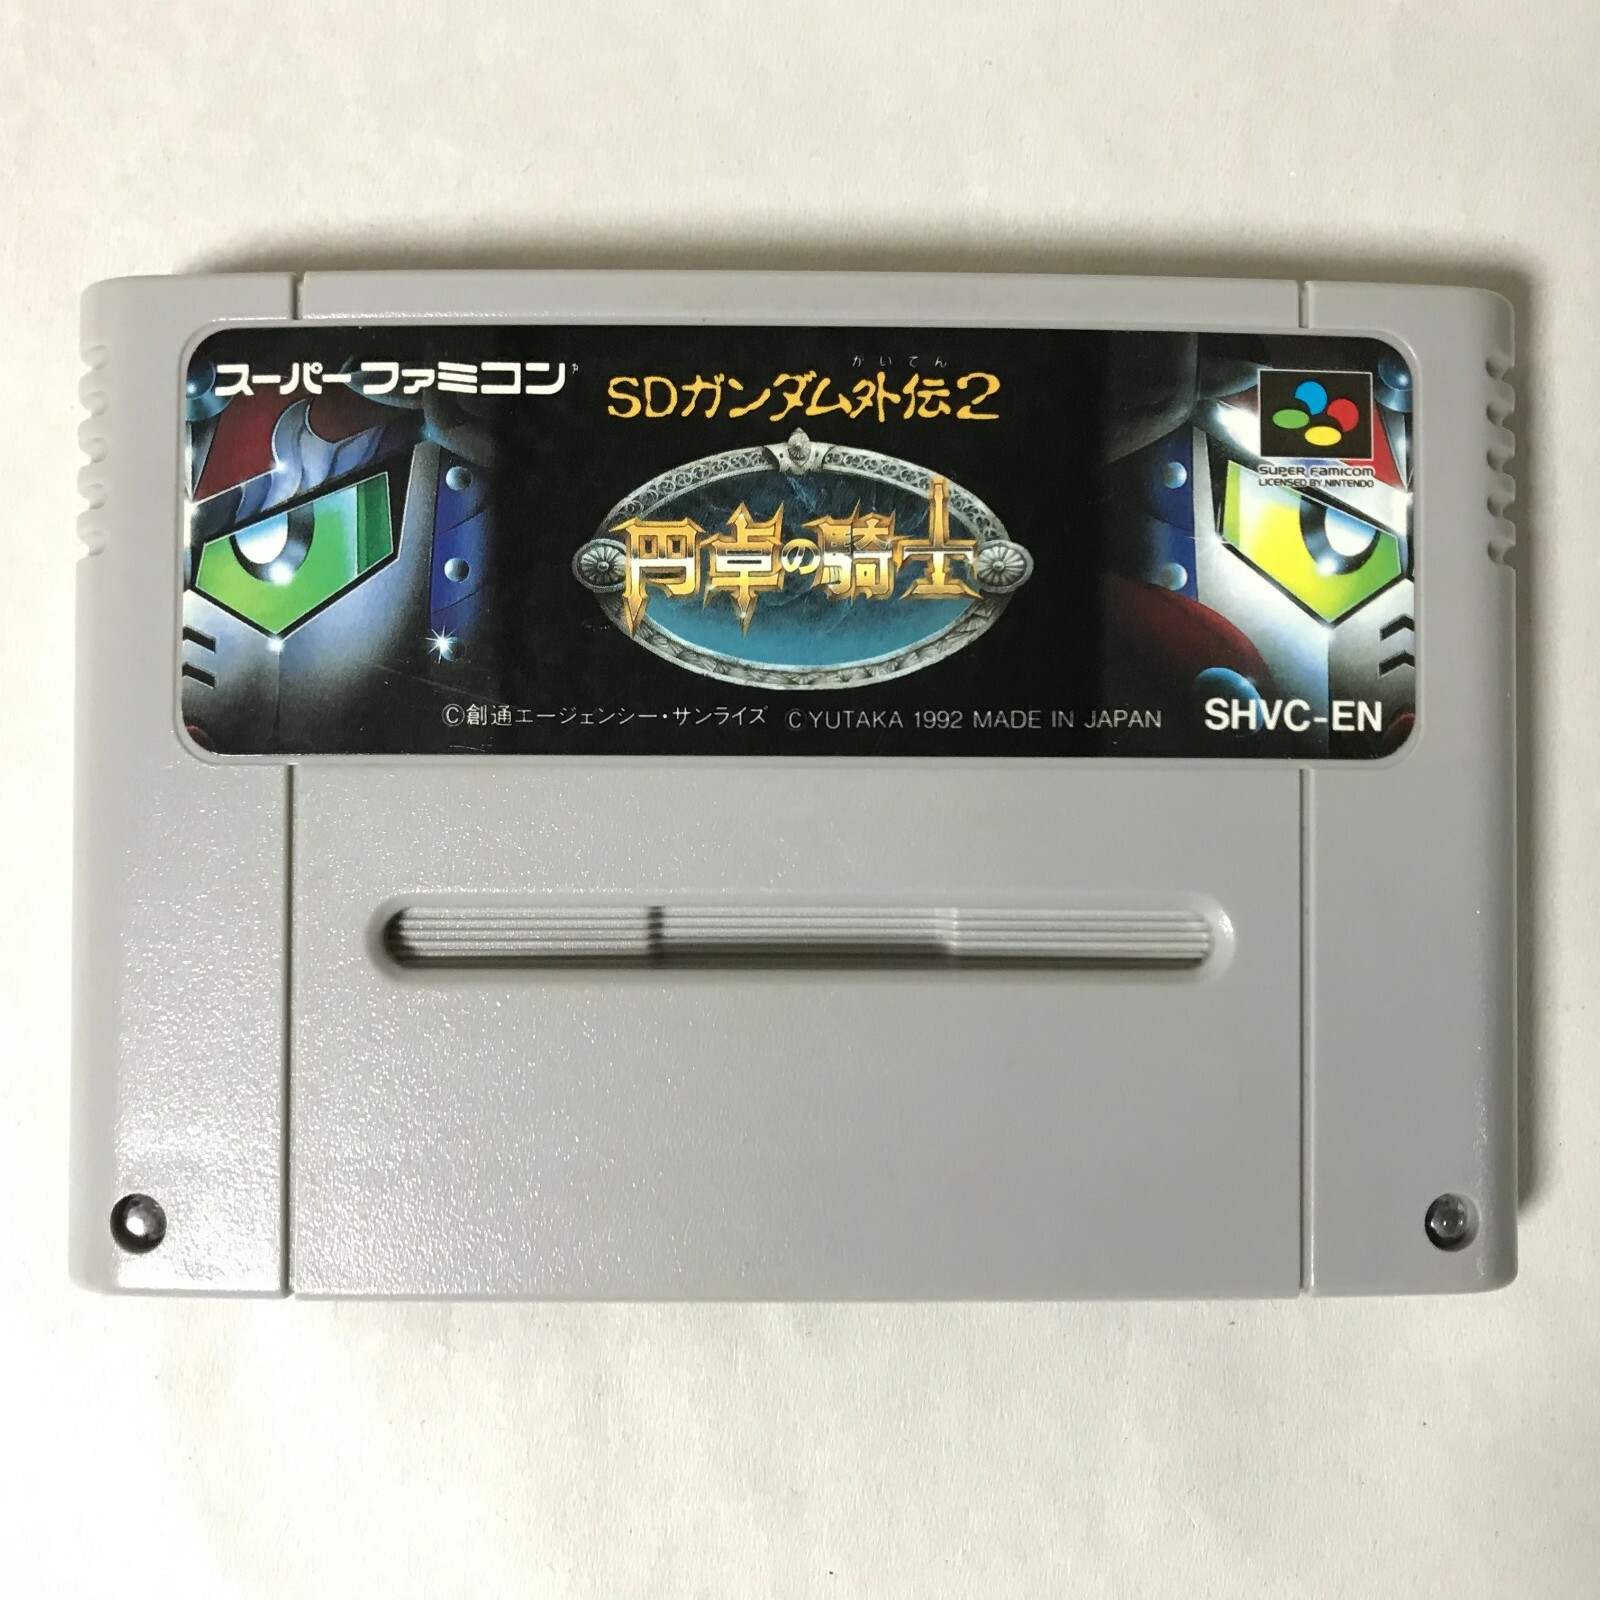 スーパーファミコン
がいてん
SDガンダム外伝2
円卓の騎士
SUPER FAMICOM
LICENSED BY NINTENDO
©創通エージェンシー・サンライズ ©YUTAKA 1992 MADE IN JAPAN
SHVC-EN